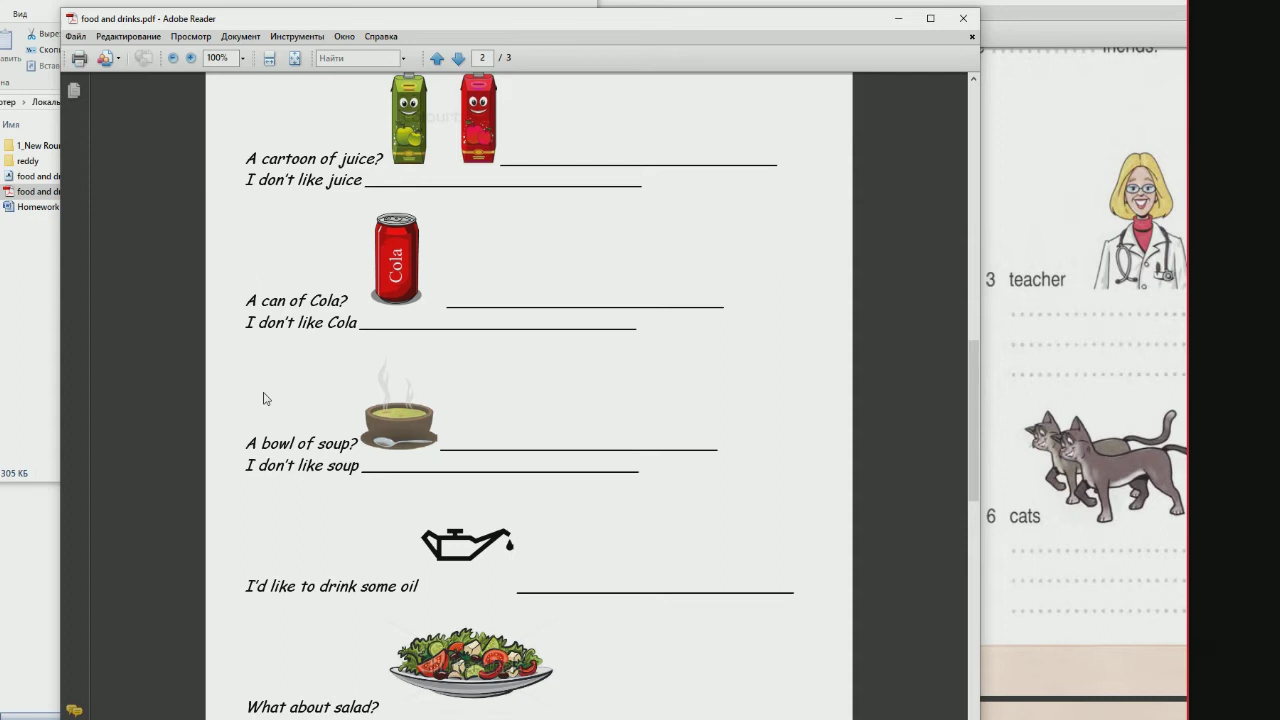 Вид
food and drinks.pdf - Adobe Reader
Файл Редактирование Просмотр Документ Инструменты Окно Справка
100%
Найти
2 / 3
Имя
1_New Rour
reddy
food and dr
food and dr
Homework
305 КБ
A cartoon of juice?
I don't like juice
Cola
A can of Cola?
I don't like Cola
A bowl of soup?
I don't like soup
I'd like to drink some oil
What about salad?
friends.
3 teacher
6 cats